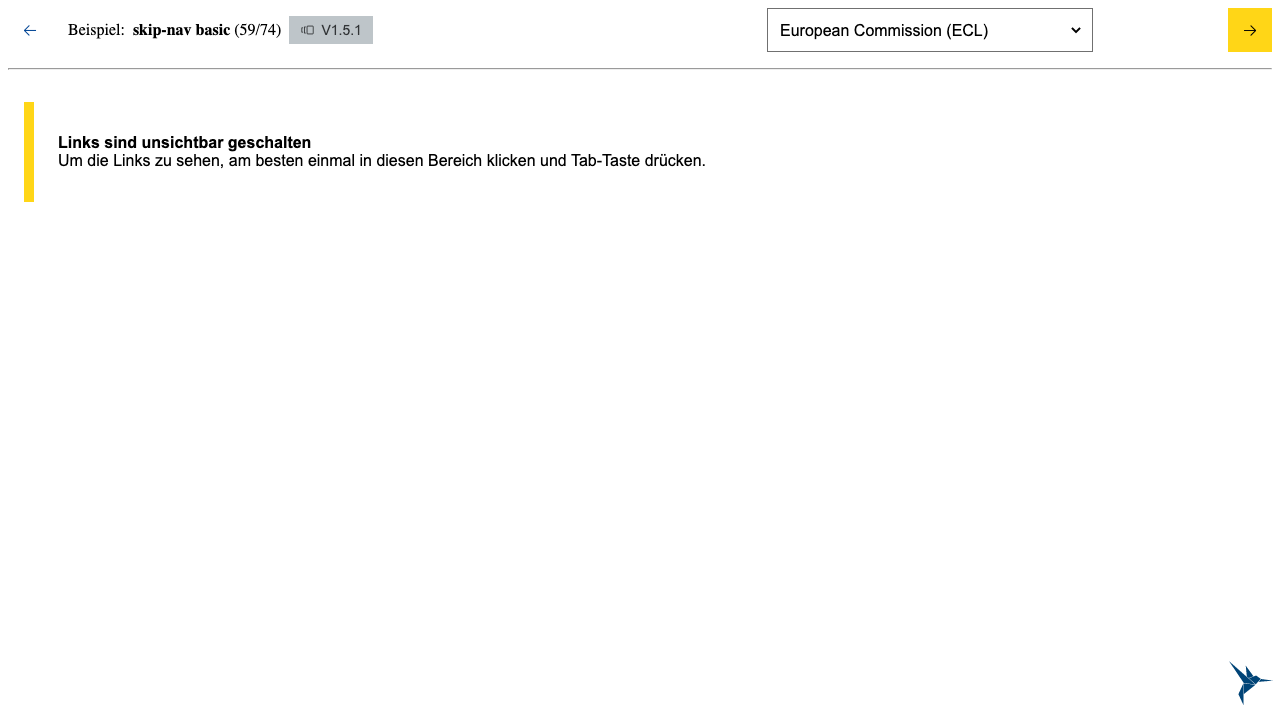 Beispiel: skip-nav basic (59/74) V1.5.1
European Commission (ECL)
Links sind unsichtbar geschalten
Um die Links zu sehen, am besten einmal in diesen Bereich klicken und Tab-Taste drücken.